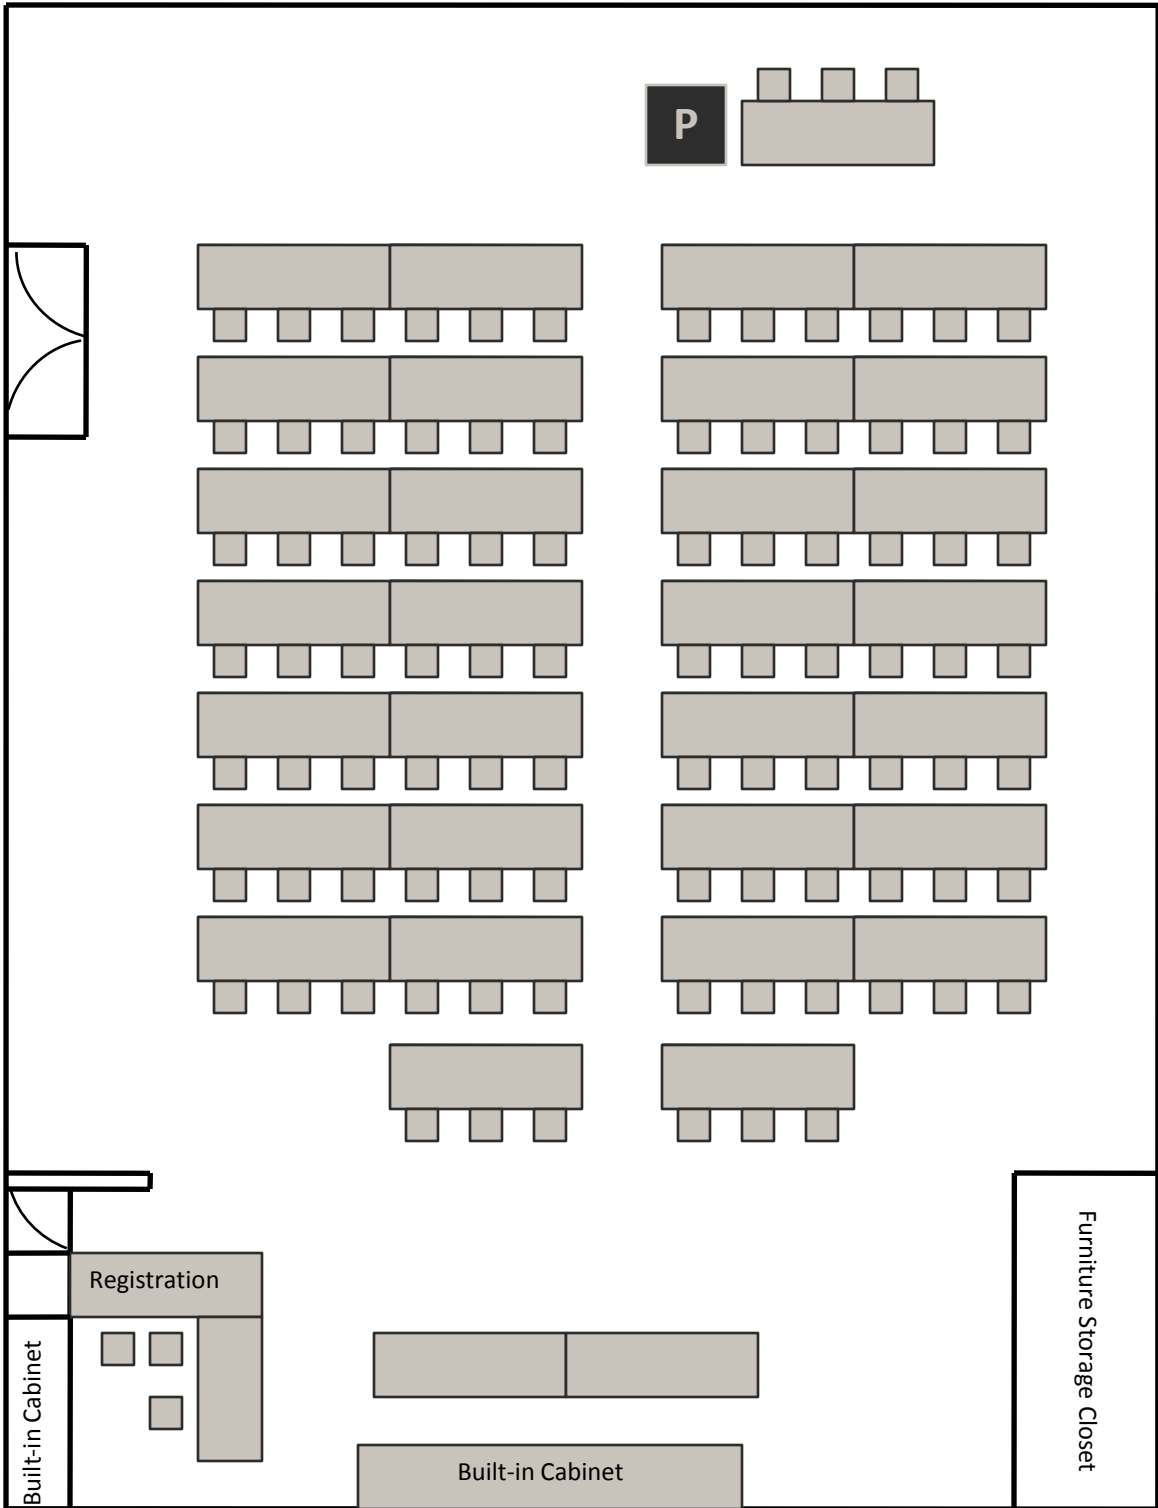 P
Registration
Furniture Storage Closet
Built-in Cabinet
Built-in Cabinet